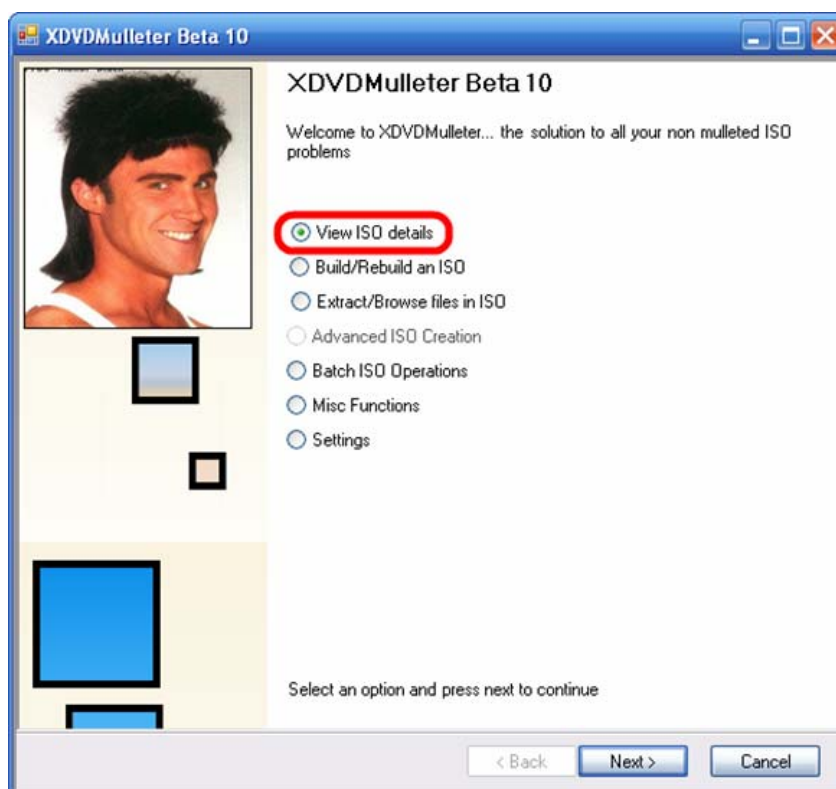 XDVDMulleter Beta 10
XDVDMulleter Beta 10
Welcome to XDVDMulleter... the solution to all your non mulleted ISO
problems
View ISO details
Build/Rebuild an ISO
Extract/Browse files in ISO
Advanced ISO Creation
Batch ISO Operations
Misc Functions
Settings
Select an option and press next to continue
< Back Next > Cancel